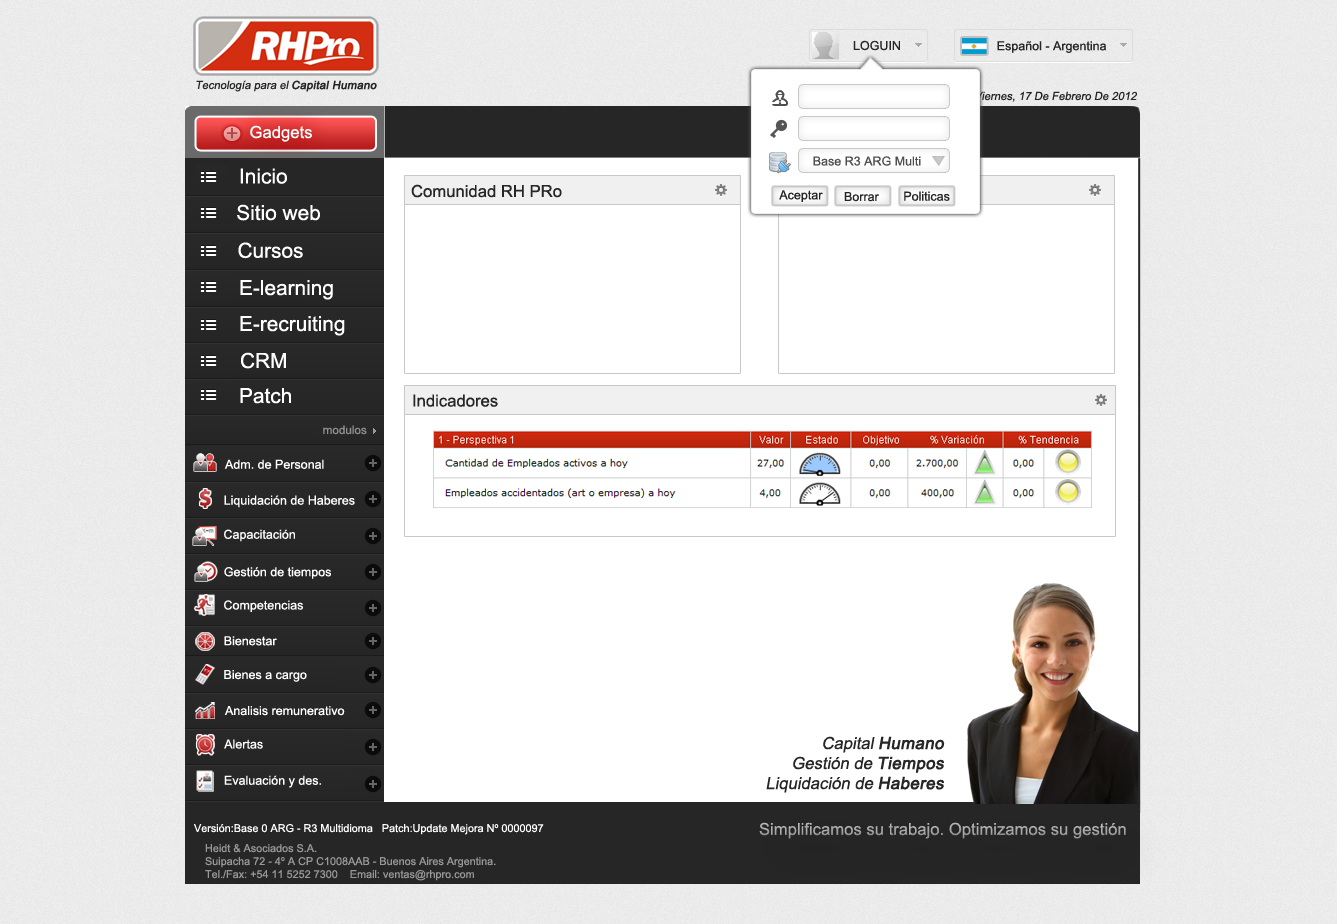 RHPro
Tecnología para el Capital Humano
LOGUIN
Español - Argentina
iernes, 17 De Febrero De 2012
Base R3 ARG Multi
Aceptar
Borrar
Politicas
Gadgets
Inicio
Sitio web
Cursos
E-learning
E-recruiting
CRM
Patch
modulos
Adm. de Personal
Liquidación de Haberes
Capacitación
Gestión de tiempos
Competencias
Bienestar
Bienes a cargo
Analisis remunerativo
Alertas
Evaluación y des.
Comunidad RH PRo
Indicadores
1 - Perspectiva 1 Valor Estado Objetivo % Variación % Tendencia
Cantidad de Empleados activos a hoy 27,00 0,00 2.700,00 0,00
Empleados accidentados (art o empresa) a hoy 4,00 0,00 400,00 0,00
Capital Humano
Gestión de Tiempos
Liquidación de Haberes
Versión:Base 0 ARG - R3 Multidioma Patch:Update Mejora Nº 0000097
Simplificamos su trabajo. Optimizamos su gestión
Heidt & Asociados S.A.
Suipacha 72 - 4º A CP C1008AAB - Buenos Aires Argentina.
Tel./Fax: +54 11 5252 7300 Email: ventas@rhpro.com